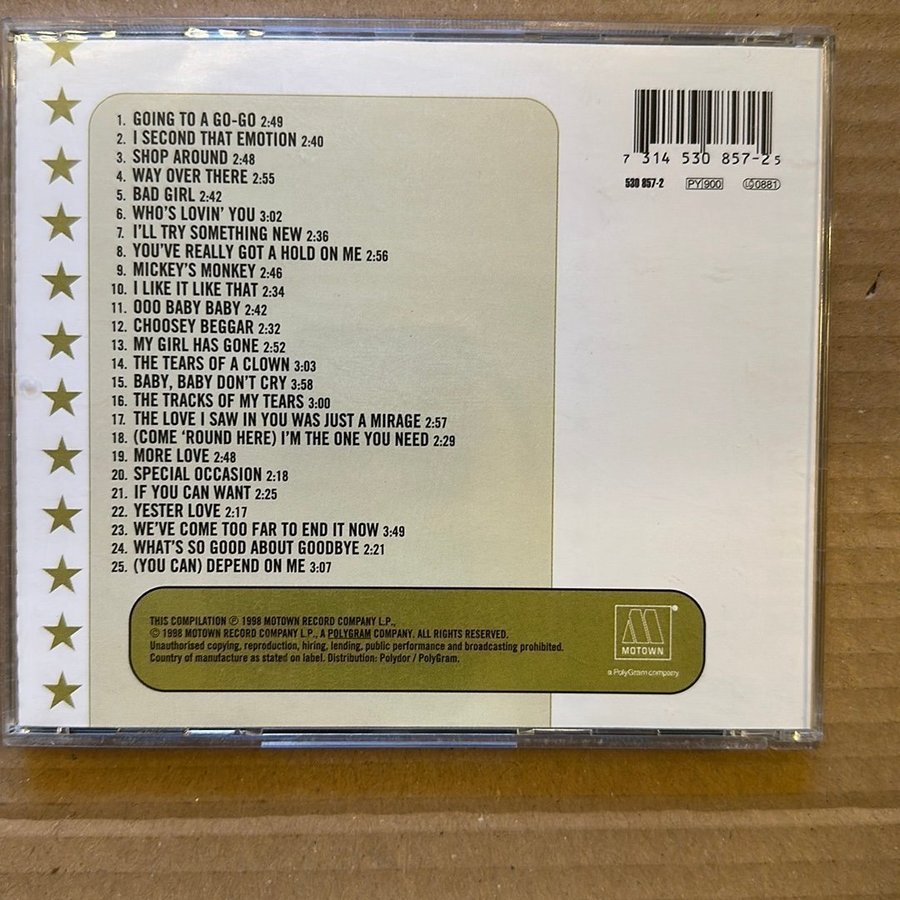 1. GOING TO A GO-GO 2:49
2. I SECOND THAT EMOTION 2:40
3. SHOP AROUND 2:48
4. WAY OVER THERE 2:55
5. BAD GIRL 2:42
6. WHO'S LOVIN' YOU 3:02
7. I'LL TRY SOMETHING NEW 2:36
8. YOU'VE REALLY GOT A HOLD ON ME 2:56
9. MICKEY'S MONKEY 2:46
10. I LIKE IT LIKE THAT 2:34
11. OOO BABY BABY 2:42
12. CHOOSEY BEGGAR 2:32
13. MY GIRL HAS GONE 2:52
14. THE TEARS OF A CLOWN 3:03
15. BABY, BABY DON'T CRY 3:58
16. THE TRACKS OF MY TEARS 3:00
17. THE LOVE I SAW IN YOU WAS JUST A MIRAGE 2:57
18. (COME 'ROUND HERE) I'M THE ONE YOU NEED 2:29
19. MORE LOVE 2:48
20. SPECIAL OCCASION 2:18
21. IF YOU CAN WANT 2:25
22. YESTER LOVE 2:17
23. WE'VE COME TOO FAR TO END IT NOW 3:49
24. WHAT'S SO GOOD ABOUT GOODBYE 2:21
25. (YOU CAN) DEPEND ON ME 3:07
7 314 530 857-2 5
530 857-2 PY 900 LC 0881
THIS COMPILATION ℗ 1998 MOTOWN RECORD COMPANY L.P.,
© 1998 MOTOWN RECORD COMPANY L.P., A POLYGRAM COMPANY. ALL RIGHTS RESERVED.
Unauthorised copying, reproduction, hiring, lending, public performance and broadcasting prohibited.
Country of manufacture as stated on label. Distribution: Polydor / PolyGram.
M
MOTOWN
a PolyGram company